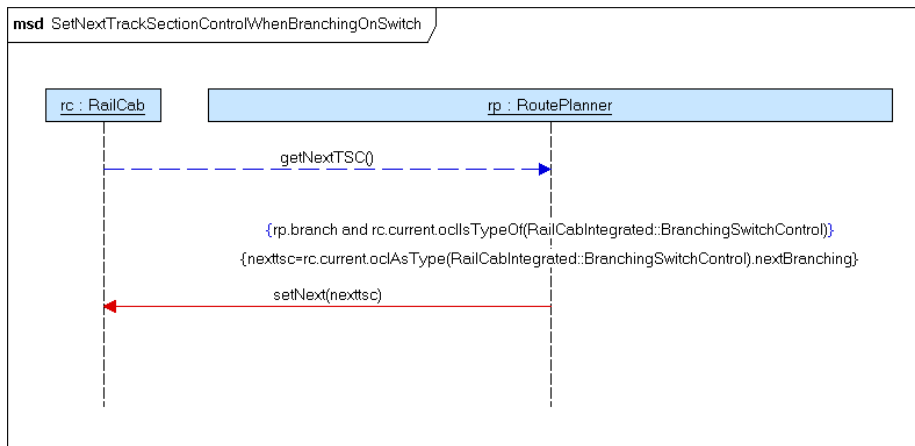 msd SetNextTrackSectionControlWhenBranchingOnSwitch
rc : RailCab
rp : RoutePlanner
getNextTSC()
{rp.branch and rc.current.oclIsTypeOf(RailCabIntegrated::BranchingSwitchControl)}
{nexttsc=rc.current.oclAsType(RailCabIntegrated::BranchingSwitchControl).nextBranching}
setNext(nexttsc)